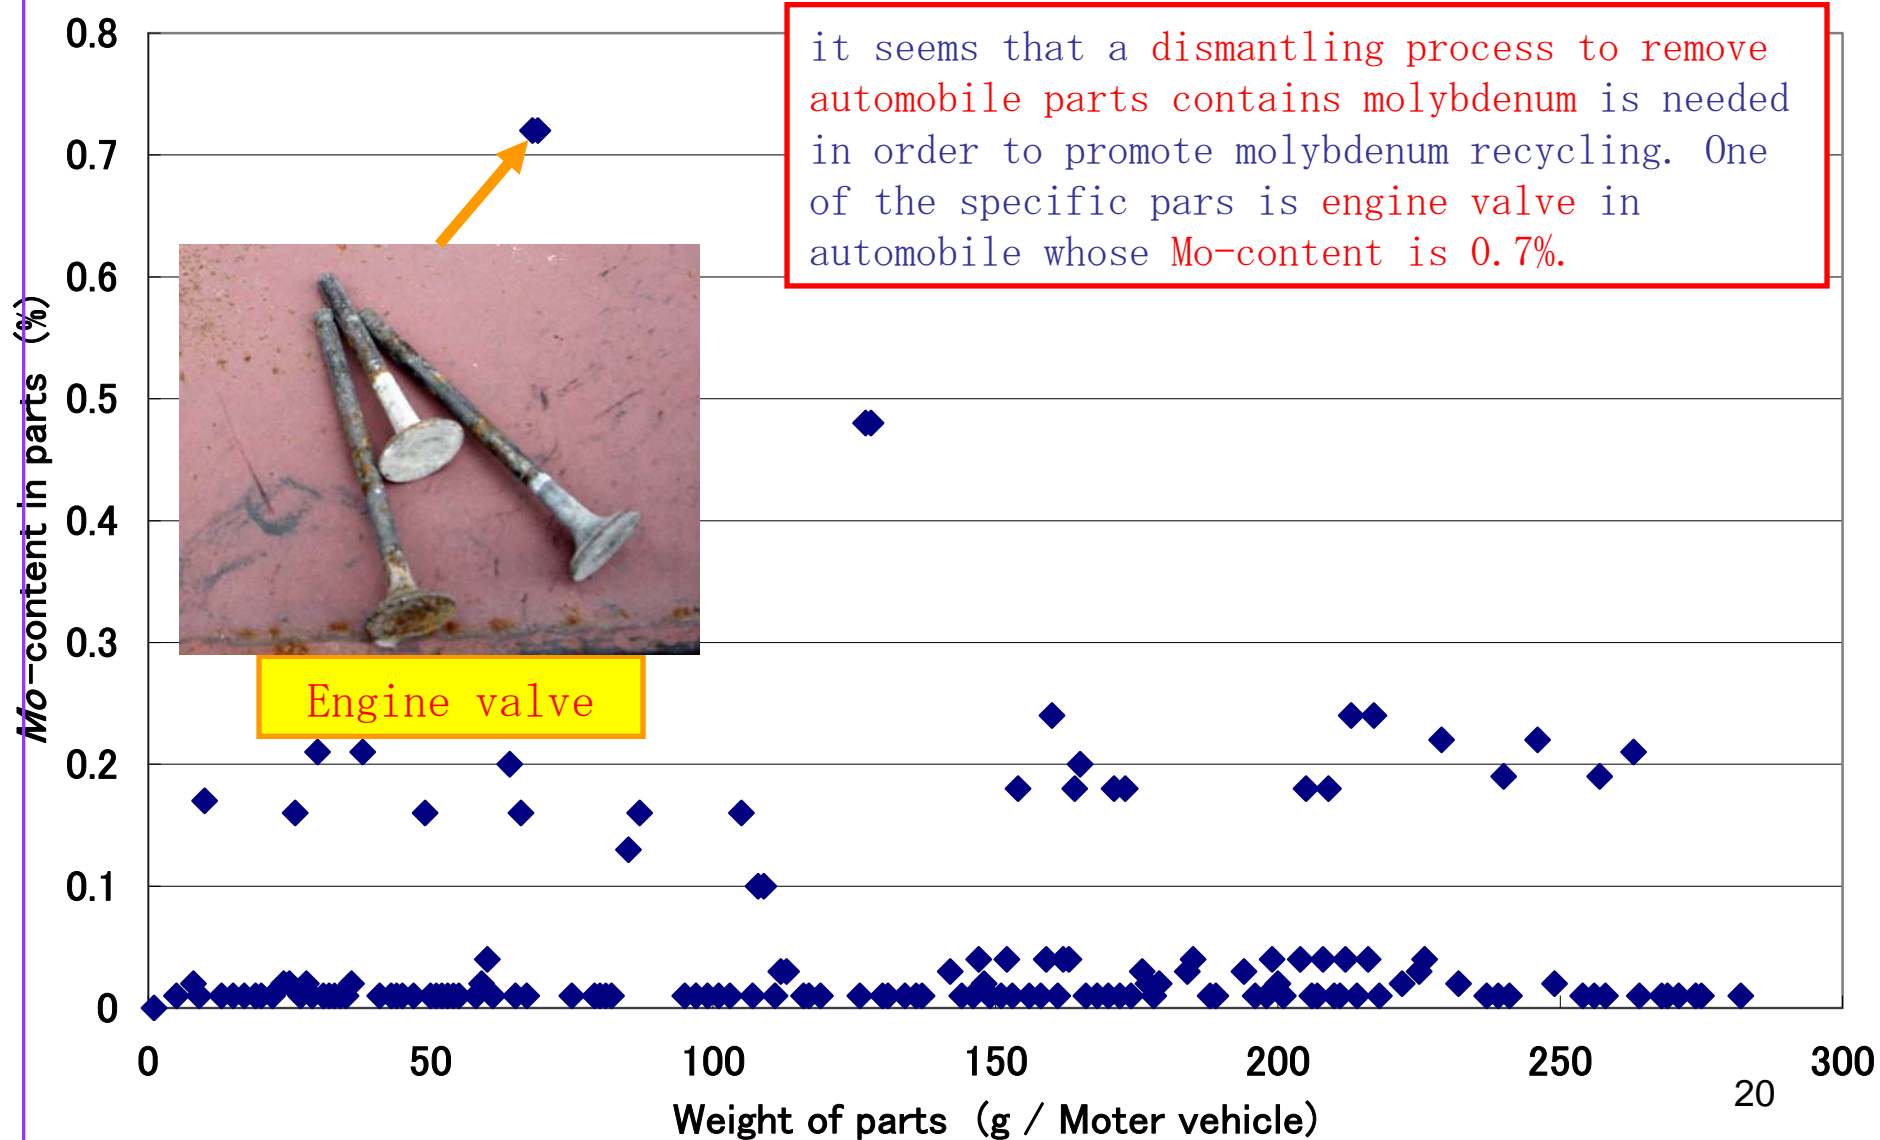 it seems that a dismantling process to remove
automobile parts contains molybdenum is needed
in order to promote molybdenum recycling. One
of the specific pars is engine valve in
automobile whose Mo-content is 0.7%.
0.8
0.7
0.6
0.5
0.4
0.3
0.2
0.1
0
Mo-content in parts (%)
Engine valve
0 50 100 150 200 250 300
Weight of parts (g / Moter vehicle)
20